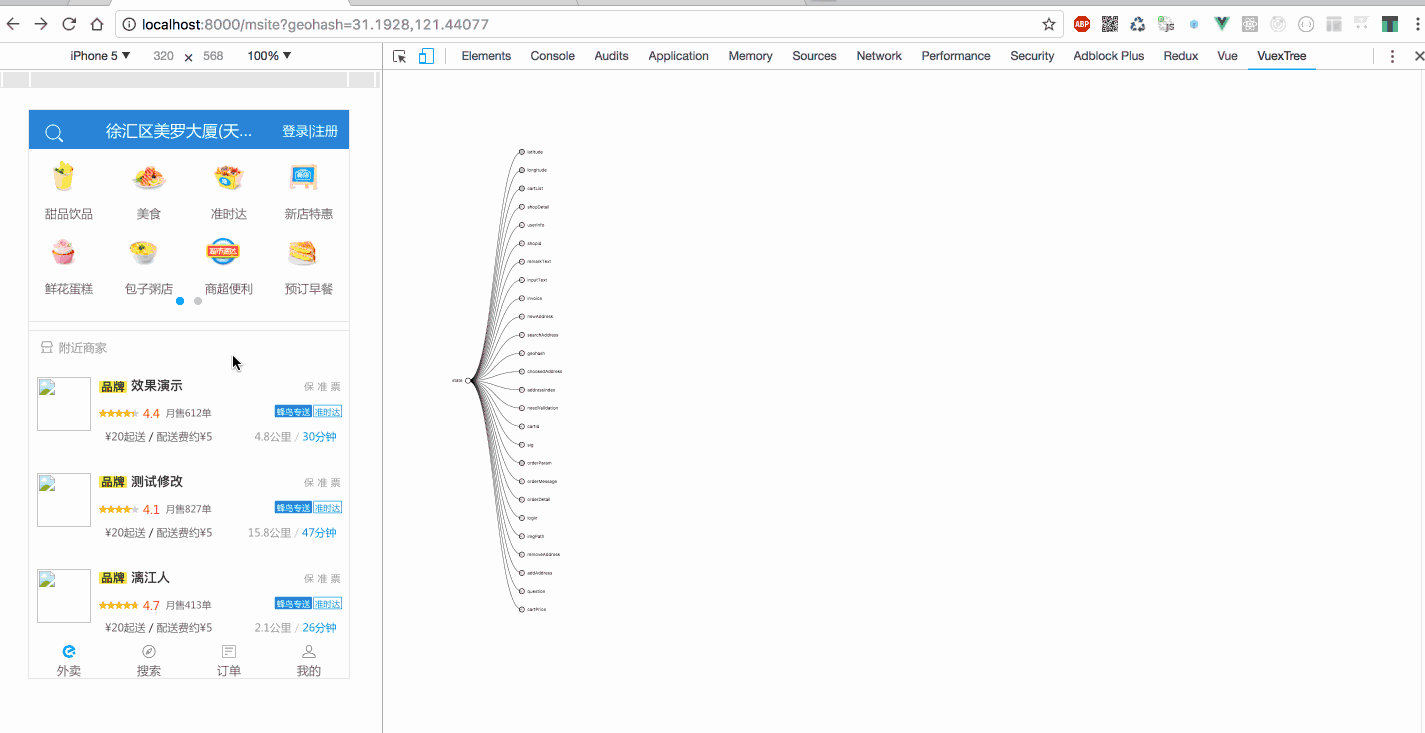 localhost:8000/msite?geohash=31.1928,121.44077
ABP
js
iPhone 5 ▼ 320 × 568 100% ▼
Elements Console Audits Application Memory Sources Network Performance Security Adblock Plus Redux Vue VuexTree
徐汇区美罗大厦(天... 登录|注册
甜品饮品 美食 准时达 新店特惠
鲜花蛋糕 包子粥店 商超便利 预订早餐
附近商家
品牌 效果演示 保 准 票
4.4 月售612单 蜂鸟专送 准时达
¥20起送 / 配送费约¥5 4.8公里 / 30分钟
品牌 测试修改 保 准 票
4.1 月售827单 蜂鸟专送 准时达
¥20起送 / 配送费约¥5 15.8公里 / 47分钟
品牌 漓江人 保 准 票
4.7 月售413单 蜂鸟专送 准时达
¥20起送 / 配送费约¥5 2.1公里 / 26分钟
外卖 搜索 订单 我的
state
latitude
longitude
cartList
shopDetail
userInfo
shopid
remarkText
inputText
invoice
newAddress
searchAddress
geohash
choosedAddress
addressIndex
needValidation
cartId
sig
orderParam
orderMessage
orderDetail
login
imgPath
removeAddress
addAddress
question
cartPrice